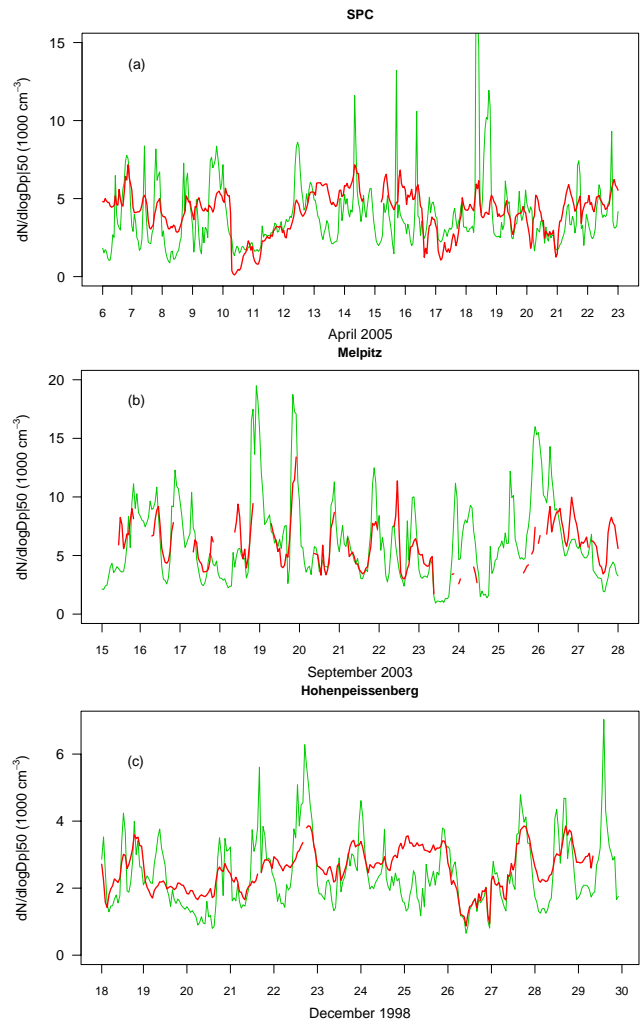 SPC
(a)
dN/dlogDp|50 (1000 cm⁻³)
15
10
5
0
6 7 8 9 10 11 12 13 14 15 16 17 18 19 20 21 22 23
April 2005
Melpitz
(b)
dN/dlogDp|50 (1000 cm⁻³)
20
15
10
5
0
15 16 17 18 19 20 21 22 23 24 25 26 27 28
September 2003
Hohenpeissenberg
(c)
dN/dlogDp|50 (1000 cm⁻³)
6
4
2
0
18 19 20 21 22 23 24 25 26 27 28 29 30
December 1998